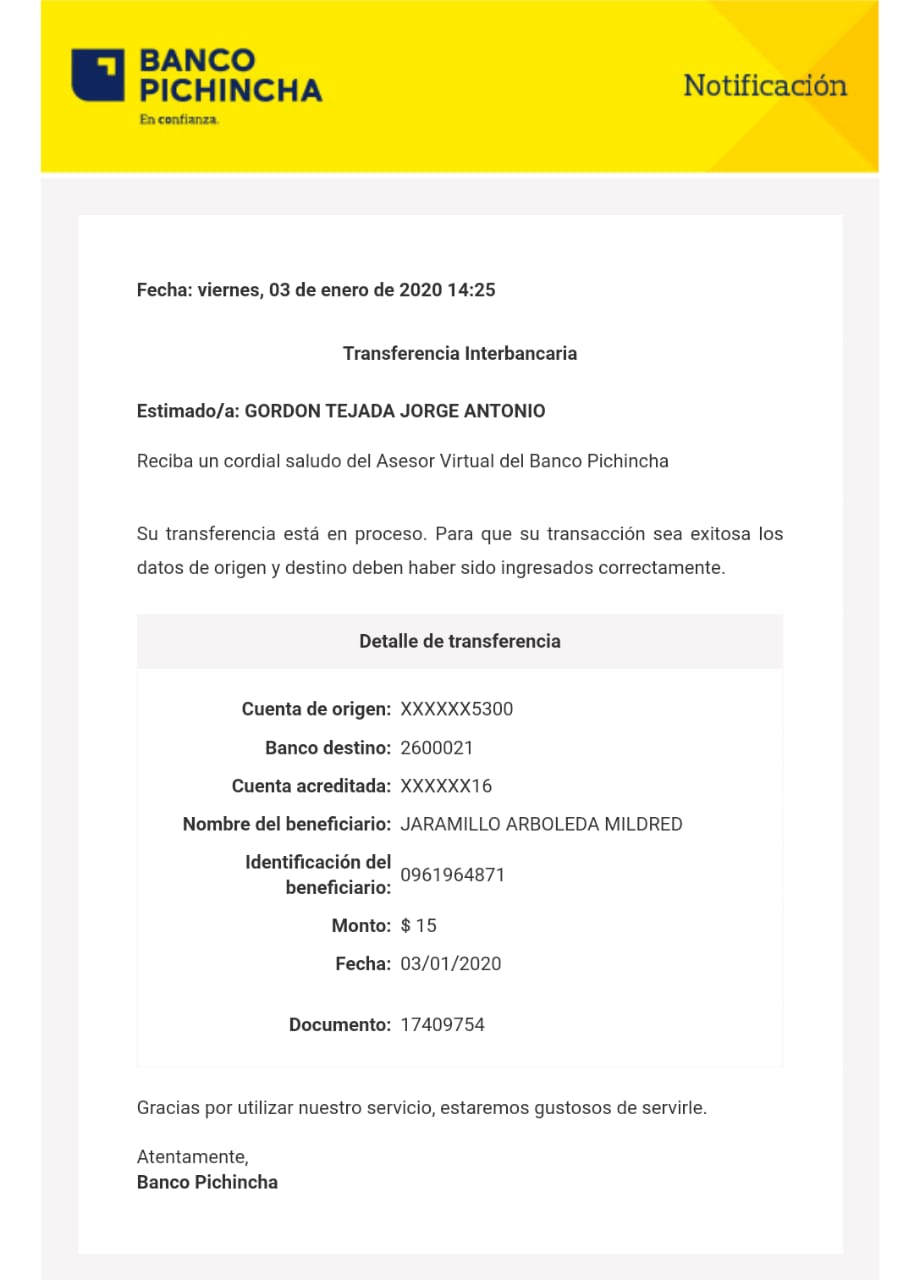 BANCO
PICHINCHA
En confianza.
Notificación
Fecha: viernes, 03 de enero de 2020 14:25
Transferencia Interbancaria
Estimado/a: GORDON TEJADA JORGE ANTONIO
Reciba un cordial saludo del Asesor Virtual del Banco Pichincha
Su transferencia está en proceso. Para que su transacción sea exitosa los
datos de origen y destino deben haber sido ingresados correctamente.
Detalle de transferencia
Cuenta de origen: XXXXXX5300
Banco destino: 2600021
Cuenta acreditada: XXXXXX16
Nombre del beneficiario: JARAMILLO ARBOLEDA MILDRED
Identificación del
beneficiario: 0961964871
Monto: $ 15
Fecha: 03/01/2020
Documento: 17409754
Gracias por utilizar nuestro servicio, estaremos gustosos de servirle.
Atentamente,
Banco Pichincha